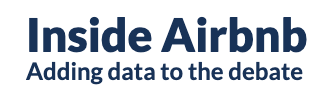 Inside Airbnb
Adding data to the debate